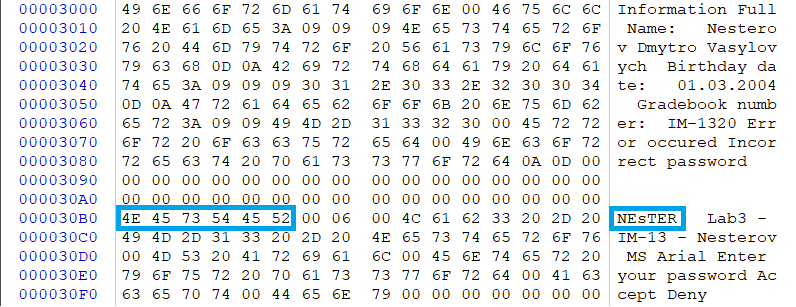 00003000 49 6E 66 6F 72 6D 61 74 69 6F 6E 00 46 75 6C 6C Information Full
00003010 20 4E 61 6D 65 3A 09 09 09 4E 65 73 74 65 72 6F Name: Nestero
00003020 76 20 44 6D 79 74 72 6F 20 56 61 73 79 6C 6F 76 v Dmytro Vasylov
00003030 79 63 68 0D 0A 42 69 72 74 68 64 61 79 20 64 61 ych Birthday da
00003040 74 65 3A 09 09 09 30 31 2E 30 33 2E 32 30 30 34 te: 01.03.2004
00003050 0D 0A 47 72 61 64 65 62 6F 6F 6B 20 6E 75 6D 62 Gradebook numb
00003060 65 72 3A 09 09 49 4D 2D 31 33 32 30 00 45 72 72 er: IM-1320 Err
00003070 6F 72 20 6F 63 63 75 72 65 64 00 49 6E 63 6F 72 or occured Incor
00003080 72 65 63 74 20 70 61 73 73 77 6F 72 64 0A 0D 00 rect password
00003090 00 00 00 00 00 00 00 00 00 00 00 00 00 00 00 00
000030A0 00 00 00 00 00 00 00 00 00 00 00 00 00 00 00 00
000030B0 4E 45 73 54 45 52 00 06 00 4C 61 62 33 20 2D 20 NEsTER Lab3 -
000030C0 49 4D 2D 31 33 20 2D 20 4E 65 73 74 65 72 6F 76 IM-13 - Nesterov
000030D0 00 4D 53 20 41 72 69 61 6C 00 45 6E 74 65 72 20 MS Arial Enter
000030E0 79 6F 75 72 20 70 61 73 73 77 6F 72 64 00 41 63 your password Ac
000030F0 63 65 70 74 00 44 65 6E 79 00 00 00 00 00 00 00 cept Deny